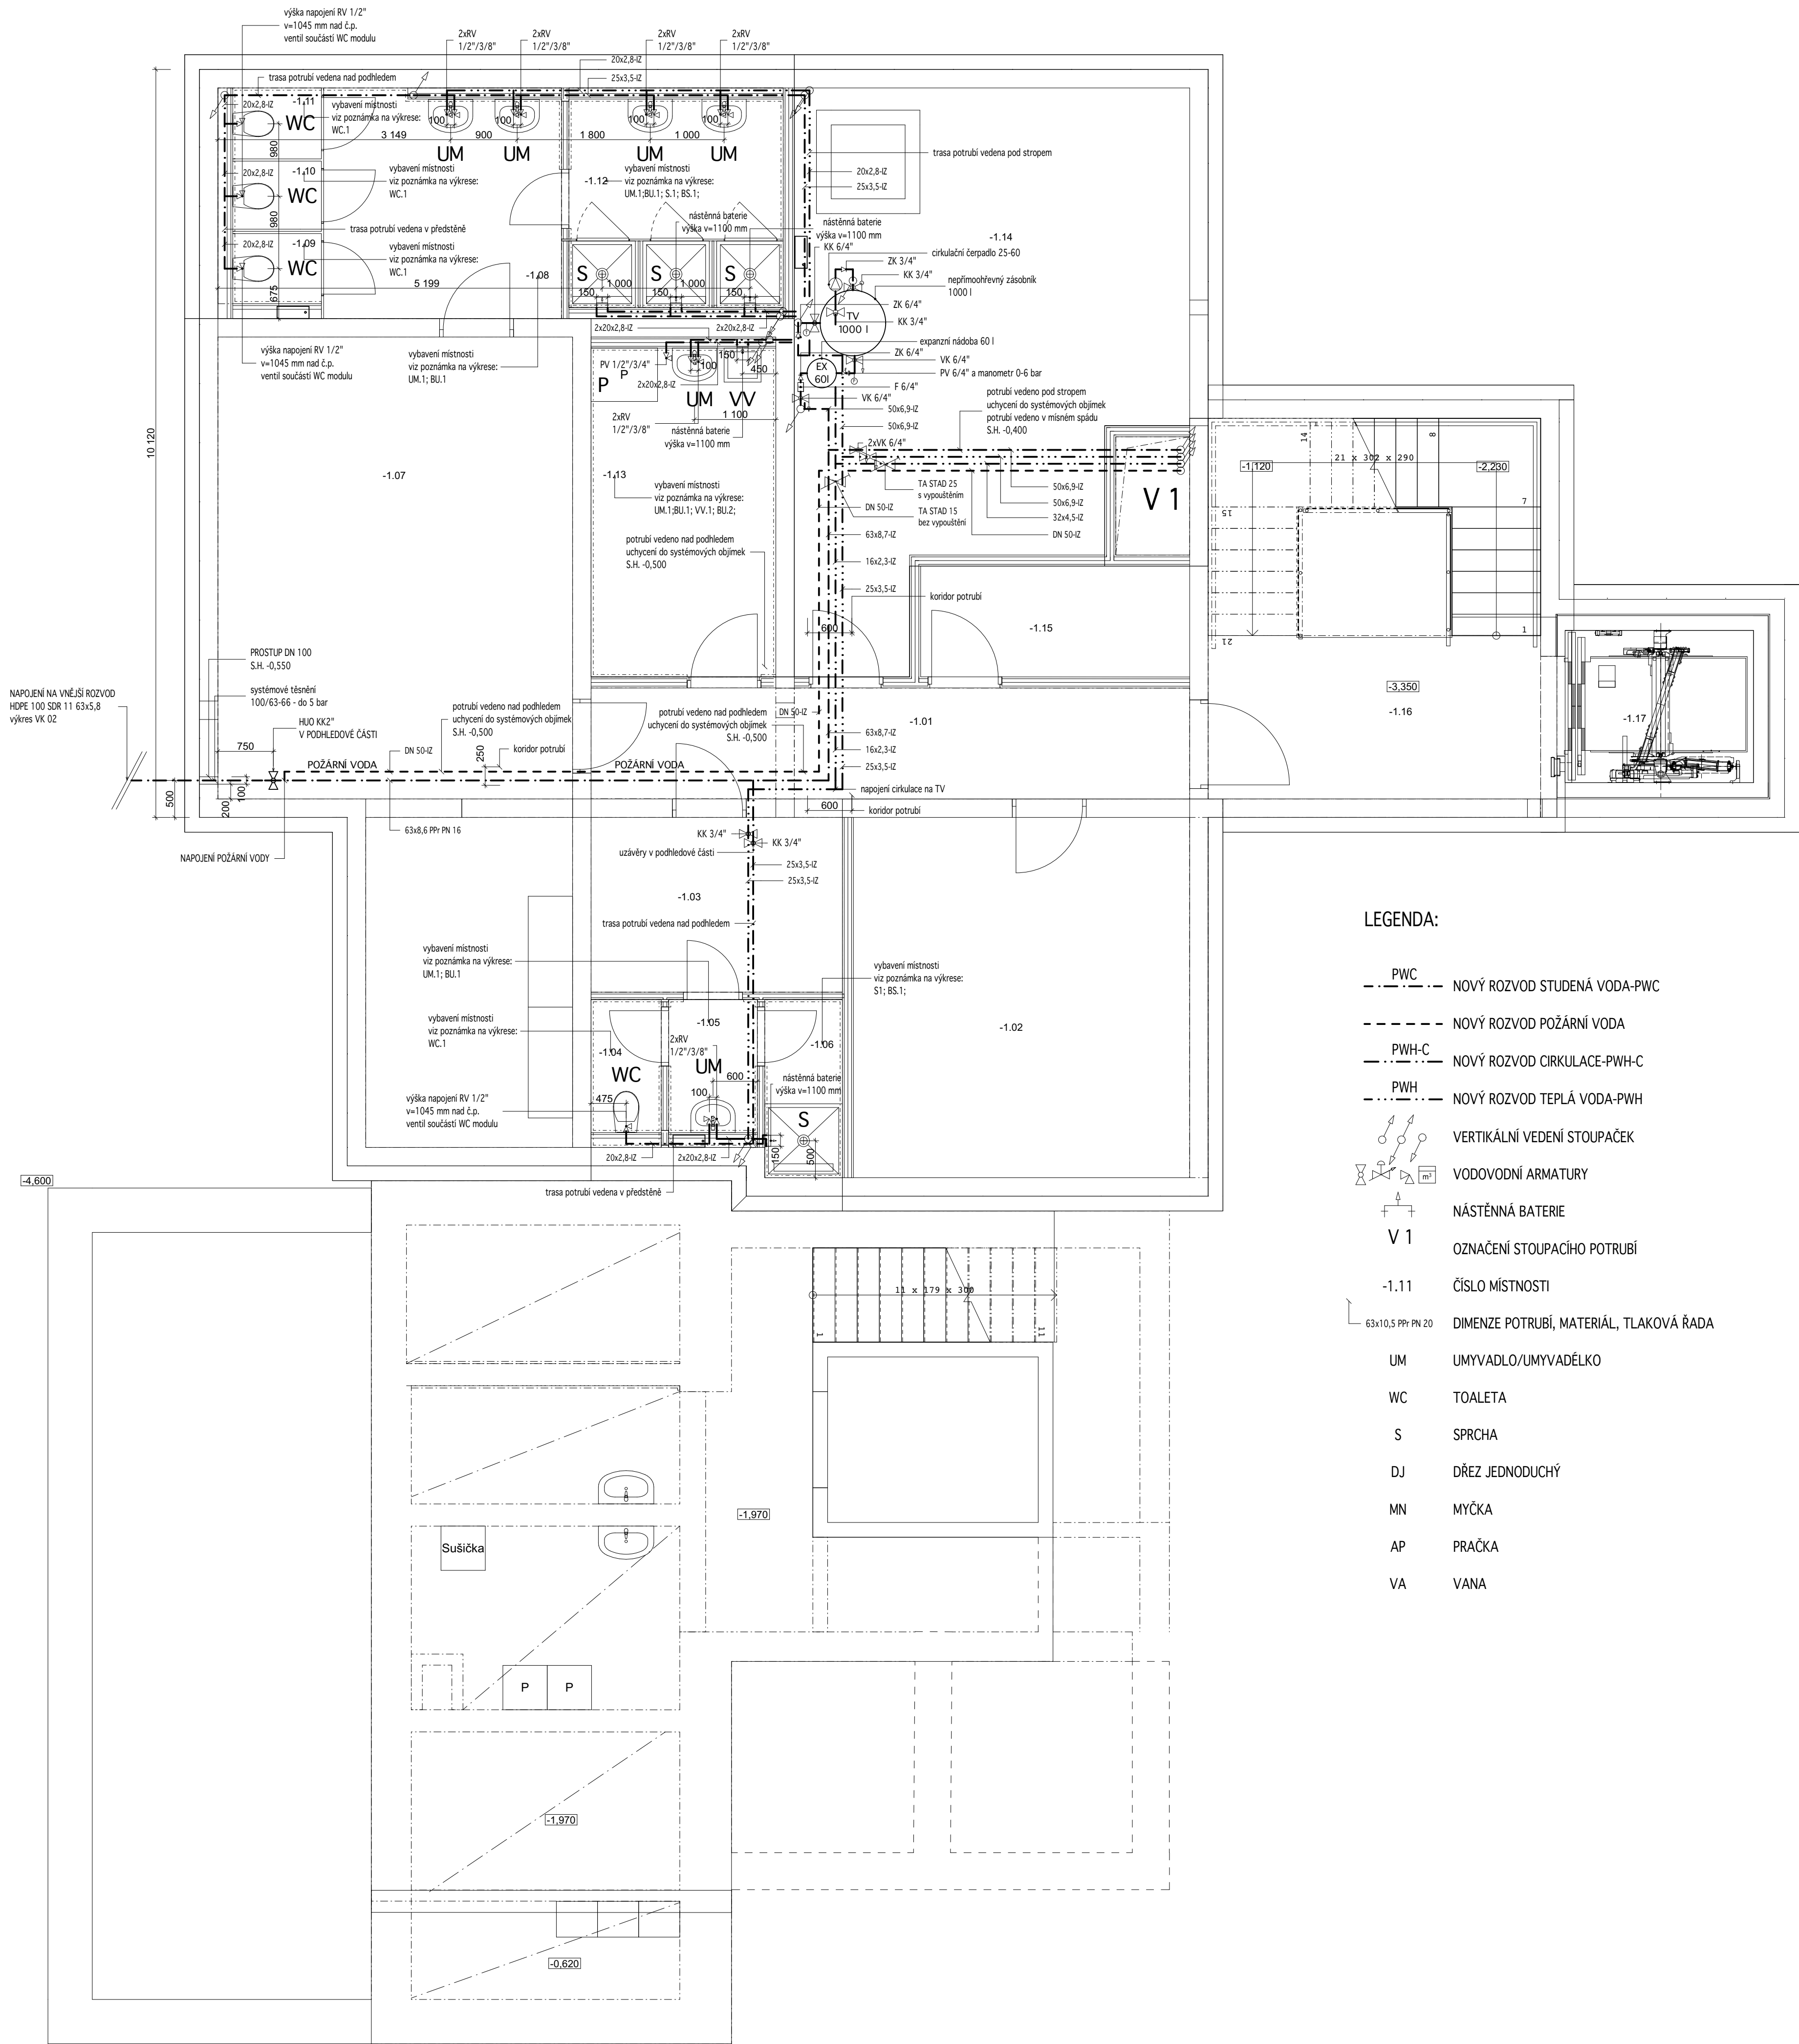 výška napojení RV 1/2"
v=1045 mm nad č.p.
ventil součástí WC modulu
2xRV
1/2"/3/8"
2xRV
1/2"/3/8"
2xRV
1/2"/3/8"
2xRV
1/2"/3/8"
20x2,8-IZ
25x3,5-IZ
trasa potrubí vedena nad podhledem
20x2,8-IZ
-1.11
WC
vybavení místnosti
viz poznámka na výkrese:
WC.1
100
100
100
100
3 149
900
1 800
1 000
UM
UM
UM
UM
980
trasa potrubí vedena pod stropem
20x2,8-IZ
-1.10
WC
vybavení místnosti
viz poznámka na výkrese:
WC.1
-1.12
vybavení místnosti
viz poznámka na výkrese:
UM.1;BU.1; S.1; BS.1;
20x2,8-IZ
25x3,5-IZ
980
nástěnná baterie
výška v=1100 mm
nástěnná baterie
výška v=1100 mm
trasa potrubí vedena v předstěně
20x2,8-IZ
-1.09
WC
vybavení místnosti
viz poznámka na výkrese:
WC.1
-1.14
KK 6/4"
cirkulační čerpadlo 25-60
ZK 3/4"
KK 3/4"
nepřímoohřevný zásobník
1000 l
675
5 199
-1.08
S
S
S
1 000
1 000
150
150
150
ZK 6/4"
TV
1000 l
KK 3/4"
2x20x2,8-IZ
2x20x2,8-IZ
expanzní nádoba 60 l
ZK 6/4"
výška napojení RV 1/2"
v=1045 mm nad č.p.
ventil součástí WC modulu
vybavení místnosti
viz poznámka na výkrese:
UM.1; BU.1
PV 1/2"/3/4"
P
P
2x20x2,8-IZ
100
150
450
UM
VV
1 100
EX
60l
VK 6/4"
PV 6/4" a manometr 0-6 bar
F 6/4"
VK 6/4"
50x6,9-IZ
50x6,9-IZ
2xRV
1/2"/3/8"
nástěnná baterie
výška v=1100 mm
potrubí vedeno pod stropem
uchycení do systémových objímek
potrubí vedeno v mísném spádu
S.H. -0,400
10 120
2xVK 6/4"
-1.07
-1.13
vybavení místnosti
viz poznámka na výkrese:
UM.1;BU.1; VV.1; BU.2;
TA STAD 25
s vypouštěním
TA STAD 15
bez vypouštění
DN 50-IZ
50x6,9-IZ
50x6,9-IZ
32x4,5-IZ
DN 50-IZ
V 1
14
8
-1,120
21 x 302 x 290
-2,230
15
7
21
1
potrubí vedeno nad podhledem
uchycení do systémových objímek
S.H. -0,500
63x8,7-IZ
16x2,3-IZ
25x3,5-IZ
koridor potrubí
600
-1.15
PROSTUP DN 100
S.H. -0,550
systémové těsnění
100/63-66 - do 5 bar
NAPOJENÍ NA VNĚJŠÍ ROZVOD
HDPE 100 SDR 11 63x5,8
výkres VK 02
HUO KK2"
V PODHLEDOVÉ ČÁSTI
potrubí vedeno nad podhledem
uchycení do systémových objímek
S.H. -0,500
potrubí vedeno nad podhledem
uchycení do systémových objímek
S.H. -0,500
DN 50-IZ
-1.01
-3,350
-1.16
-1.17
750
DN 50-IZ
250
koridor potrubí
63x8,7-IZ
16x2,3-IZ
25x3,5-IZ
POŽÁRNÍ VODA
POŽÁRNÍ VODA
napojení cirkulace na TV
500
100
200
600
koridor potrubí
63x8,6 PPr PN 16
NAPOJENÍ POŽÁRNÍ VODY
KK 3/4"
KK 3/4"
uzávěry v podhledové části
25x3,5-IZ
25x3,5-IZ
-1.03
trasa potrubí vedena nad podhledem
vybavení místnosti
viz poznámka na výkrese:
UM.1; BU.1
vybavení místnosti
viz poznámka na výkrese:
S1; BS.1;
vybavení místnosti
viz poznámka na výkrese:
WC.1
-1.05
-1.04
-1.06
-1.02
2xRV
1/2"/3/8"
UM
WC
600
nástěnná baterie
výška v=1100 mm
výška napojení RV 1/2"
v=1045 mm nad č.p.
ventil součástí WC modulu
475
100
S
150
500
20x2,8-IZ
2x20x2,8-IZ
trasa potrubí vedena v předstěně
-4,600
11 x 179 x 300
1
11
-1,970
Sušička
P
P
-1,970
-0,620
LEGENDA:
PWC
NOVÝ ROZVOD STUDENÁ VODA-PWC
NOVÝ ROZVOD POŽÁRNÍ VODA
PWH-C
NOVÝ ROZVOD CIRKULACE-PWH-C
PWH
NOVÝ ROZVOD TEPLÁ VODA-PWH
VERTIKÁLNÍ VEDENÍ STOUPAČEK
m³
VODOVODNÍ ARMATURY
NÁSTĚNNÁ BATERIE
V 1
OZNAČENÍ STOUPACÍHO POTRUBÍ
-1.11
ČÍSLO MÍSTNOSTI
63x10,5 PPr PN 20
DIMENZE POTRUBÍ, MATERIÁL, TLAKOVÁ ŘADA
UM
UMYVADLO/UMYVADÉLKO
WC
TOALETA
S
SPRCHA
DJ
DŘEZ JEDNODUCHÝ
MN
MYČKA
AP
PRAČKA
VA
VANA